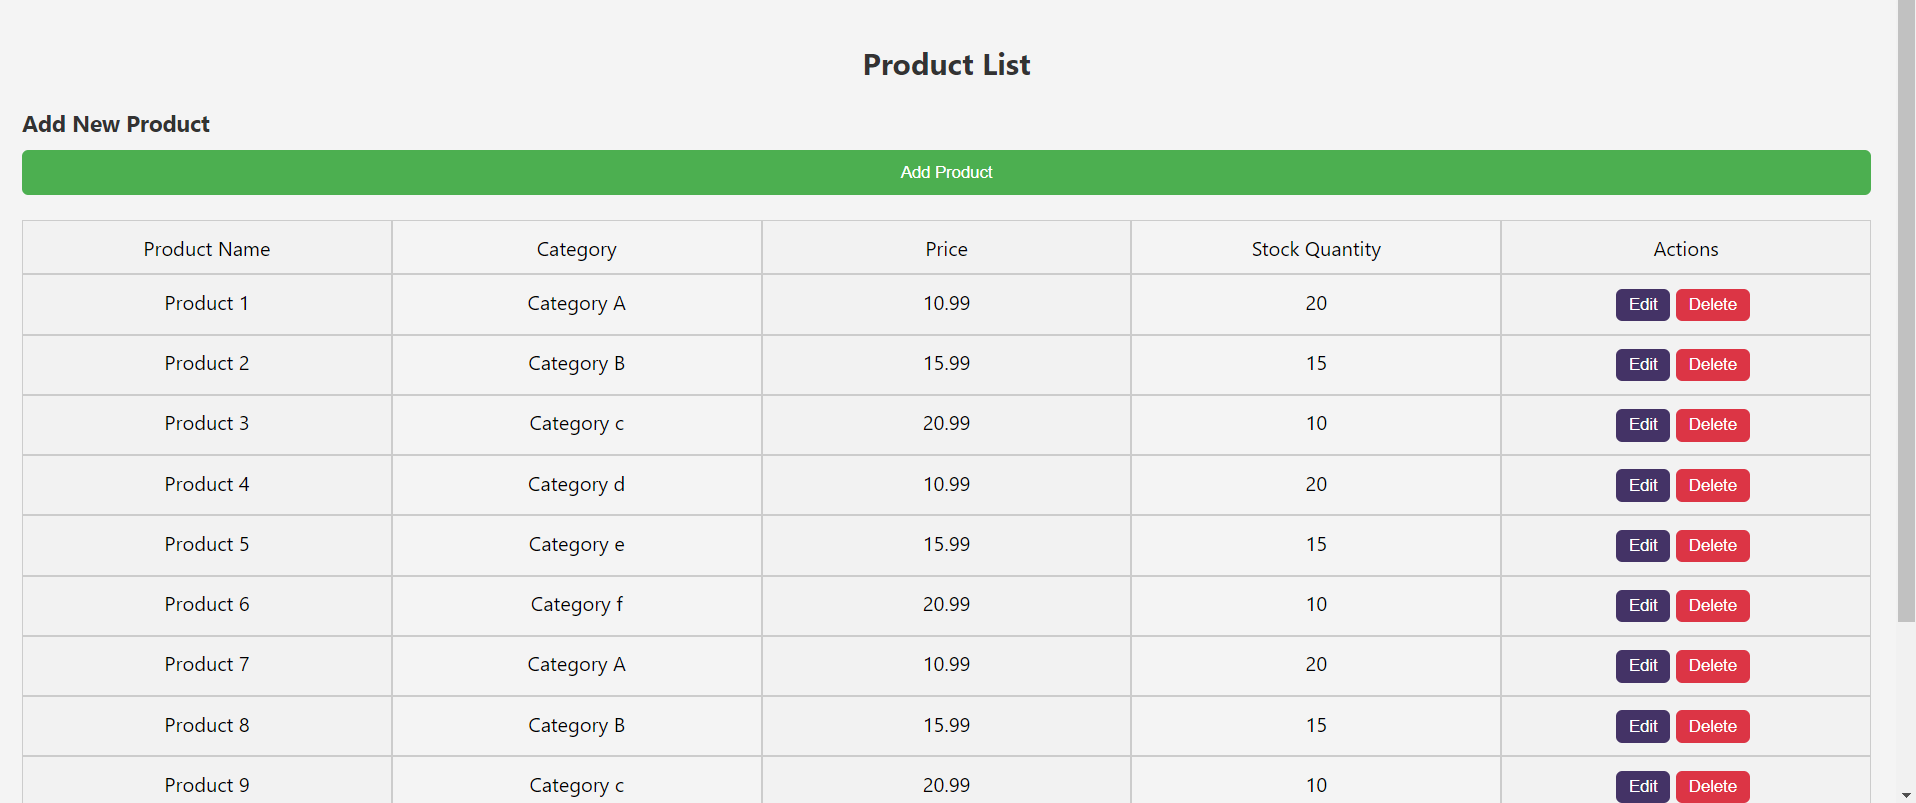 Product List
Add New Product
Add Product
Product Name Category Price Stock Quantity Actions
Product 1 Category A 10.99 20 Edit Delete
Product 2 Category B 15.99 15 Edit Delete
Product 3 Category c 20.99 10 Edit Delete
Product 4 Category d 10.99 20 Edit Delete
Product 5 Category e 15.99 15 Edit Delete
Product 6 Category f 20.99 10 Edit Delete
Product 7 Category A 10.99 20 Edit Delete
Product 8 Category B 15.99 15 Edit Delete
Product 9 Category c 20.99 10 Edit Delete